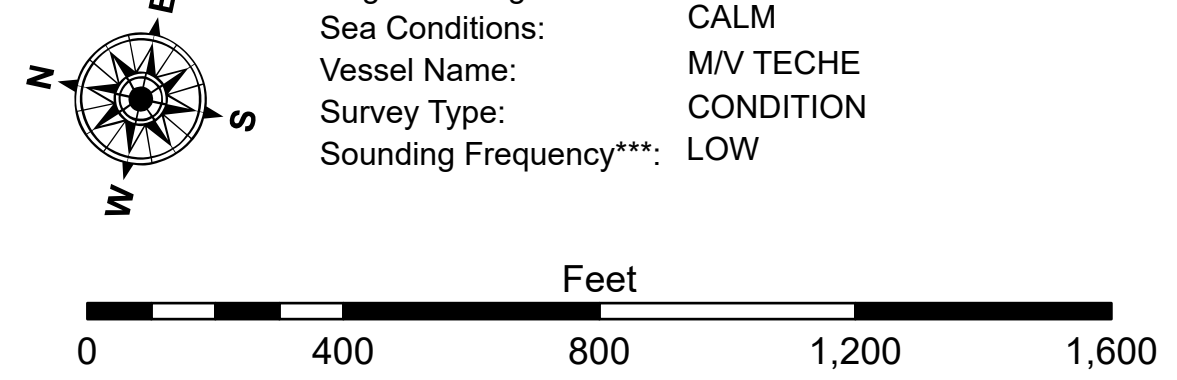 E
Sea Conditions: CALM
N
Vessel Name: M/V TECHE
Survey Type: CONDITION
S
Sounding Frequency***: LOW
W
Feet
0 400 800 1,200 1,600